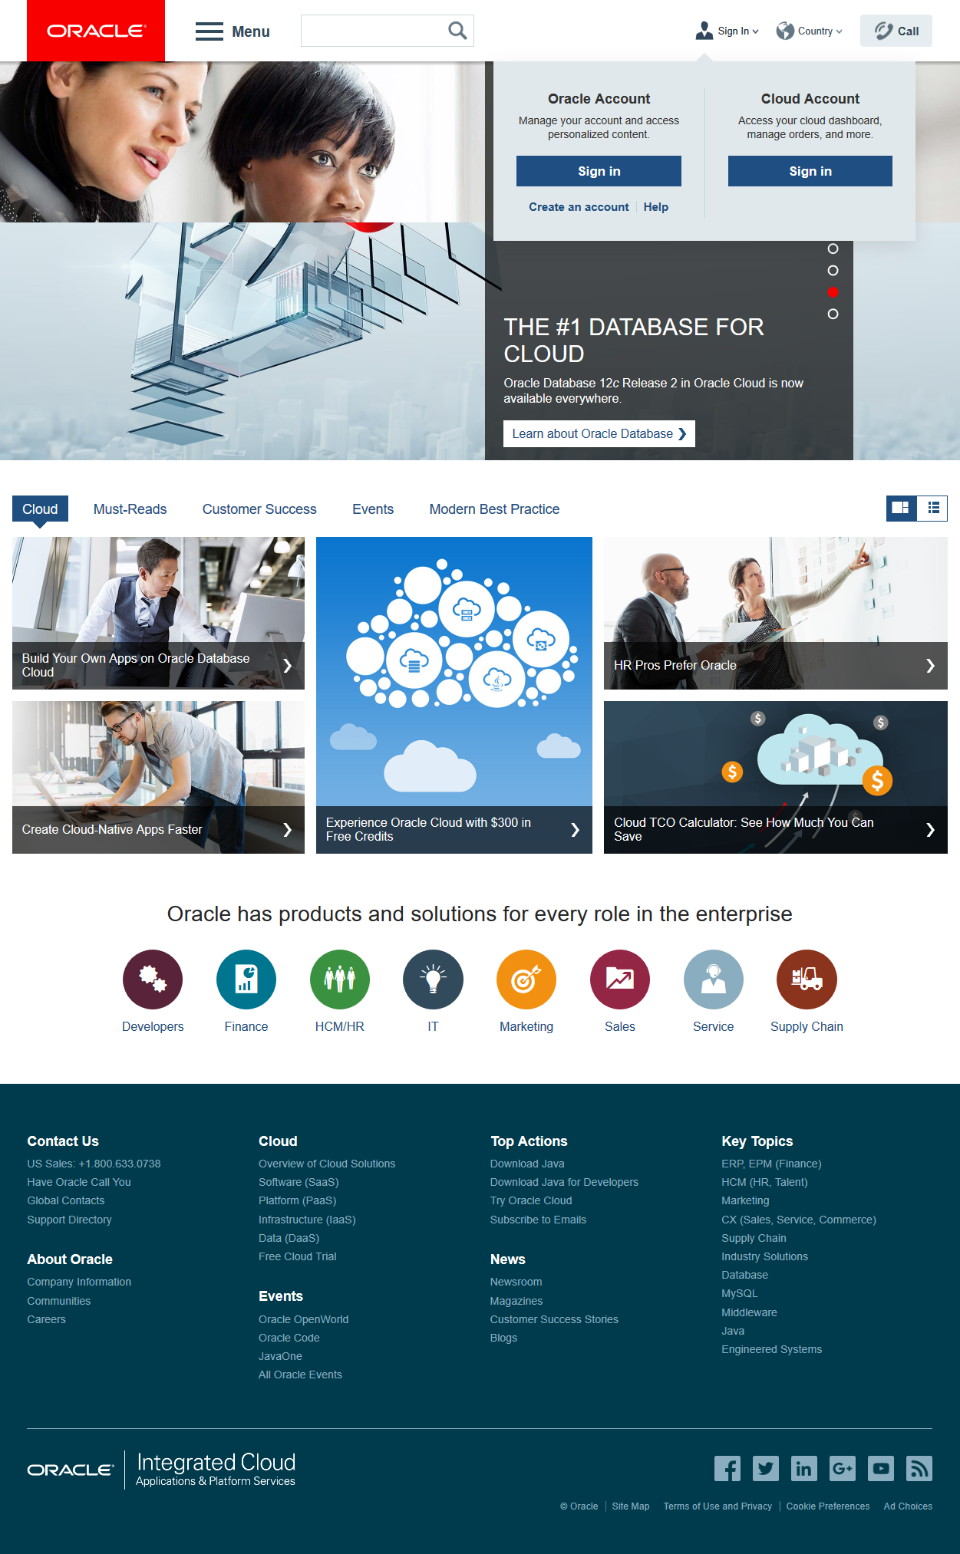 ORACLE
Menu
Sign In
Country
Call
Oracle Account
Manage your account and access
personalized content.
Sign in
Create an account
Help
Cloud Account
Access your cloud dashboard,
manage orders, and more.
Sign in
THE #1 DATABASE FOR
CLOUD
Oracle Database 12c Release 2 in Oracle Cloud is now
available everywhere.
Learn about Oracle Database
Cloud
Must-Reads
Customer Success
Events
Modern Best Practice
Build Your Own Apps on Oracle Database
Cloud
Create Cloud-Native Apps Faster
Experience Oracle Cloud with $300 in
Free Credits
HR Pros Prefer Oracle
$
$
$
$
Cloud TCO Calculator: See How Much You Can
Save
Oracle has products and solutions for every role in the enterprise
Developers
Finance
HCM/HR
IT
Marketing
Sales
Service
Supply Chain
Contact Us
US Sales: +1.800.633.0738
Have Oracle Call You
Global Contacts
Support Directory
About Oracle
Company Information
Communities
Careers
Cloud
Overview of Cloud Solutions
Software (SaaS)
Platform (PaaS)
Infrastructure (IaaS)
Data (DaaS)
Free Cloud Trial
Events
Oracle OpenWorld
Oracle Code
JavaOne
All Oracle Events
Top Actions
Download Java
Download Java for Developers
Try Oracle Cloud
Subscribe to Emails
News
Newsroom
Magazines
Customer Success Stories
Blogs
Key Topics
ERP, EPM (Finance)
HCM (HR, Talent)
Marketing
CX (Sales, Service, Commerce)
Supply Chain
Industry Solutions
Database
MySQL
Middleware
Java
Engineered Systems
ORACLE
Integrated Cloud
Applications & Platform Services
© Oracle
Site Map
Terms of Use and Privacy
Cookie Preferences
Ad Choices